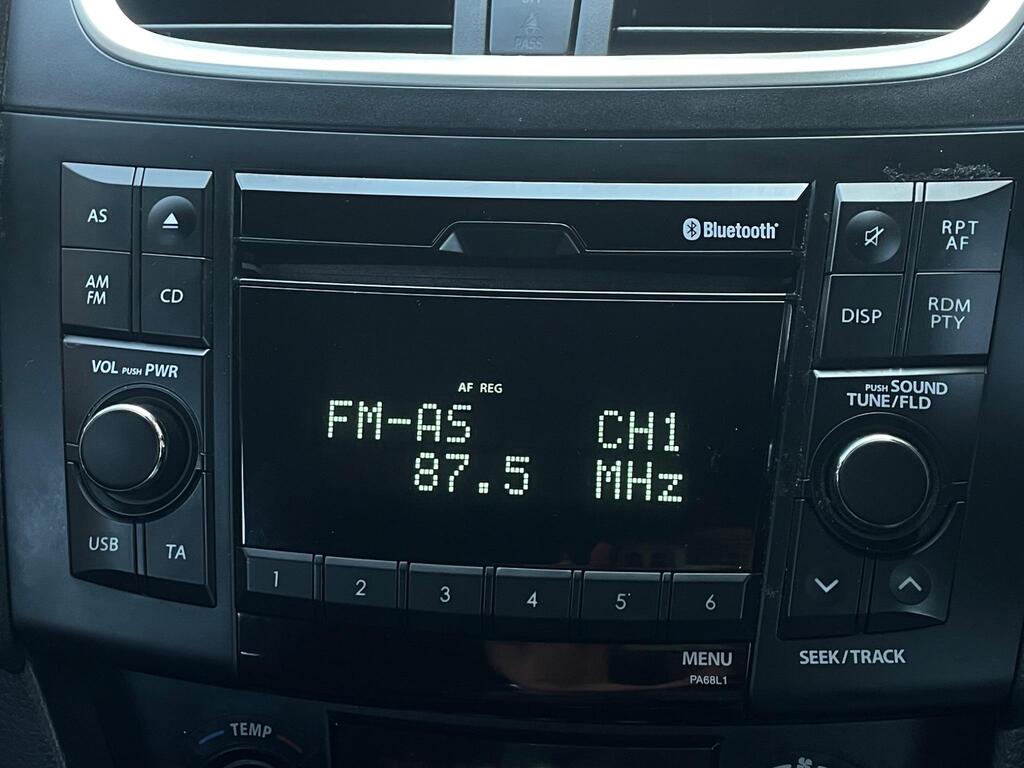 PASS
AS
AM
FM
CD
VOL PUSH PWR
USB
TA
Bluetooth®
AF REG
FM-AS CH1
87.5 MHz
1 2 3 4 5 6
MENU
PA68L1
RPT
AF
DISP
RDM
PTY
PUSH SOUND
TUNE/FLD
SEEK/TRACK
TEMP